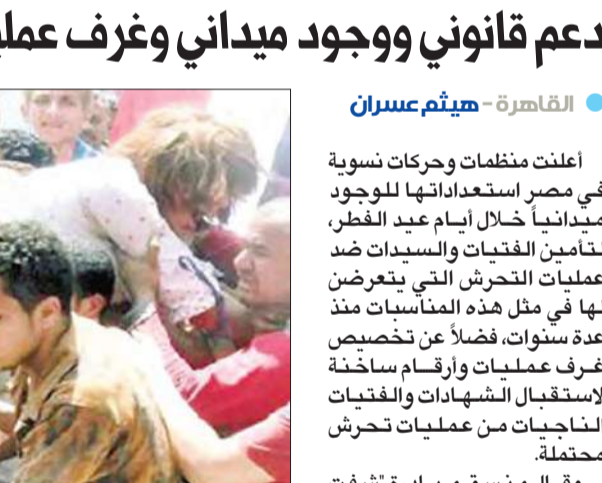 دعم قانوني ووجود ميداني وغرف
القاهرة - هيثم عسران
أعلنت منظمات وحركات نسوية
في مصر استعداداتها للوجود
ميدانياً خلال أيام عيد الفطر،
لتأمين الفتيات والسيدات ضد
عمليات التحرش التي يتعرضن
لها في مثل هذه المناسبات منذ
عدة سنوات، فضلاً عن تخصيص
غرف عمليات وأرقام ساخنة
لاستقبال الشهادات والفتيات
الناجيات من عمليات تحرش
محتملة.